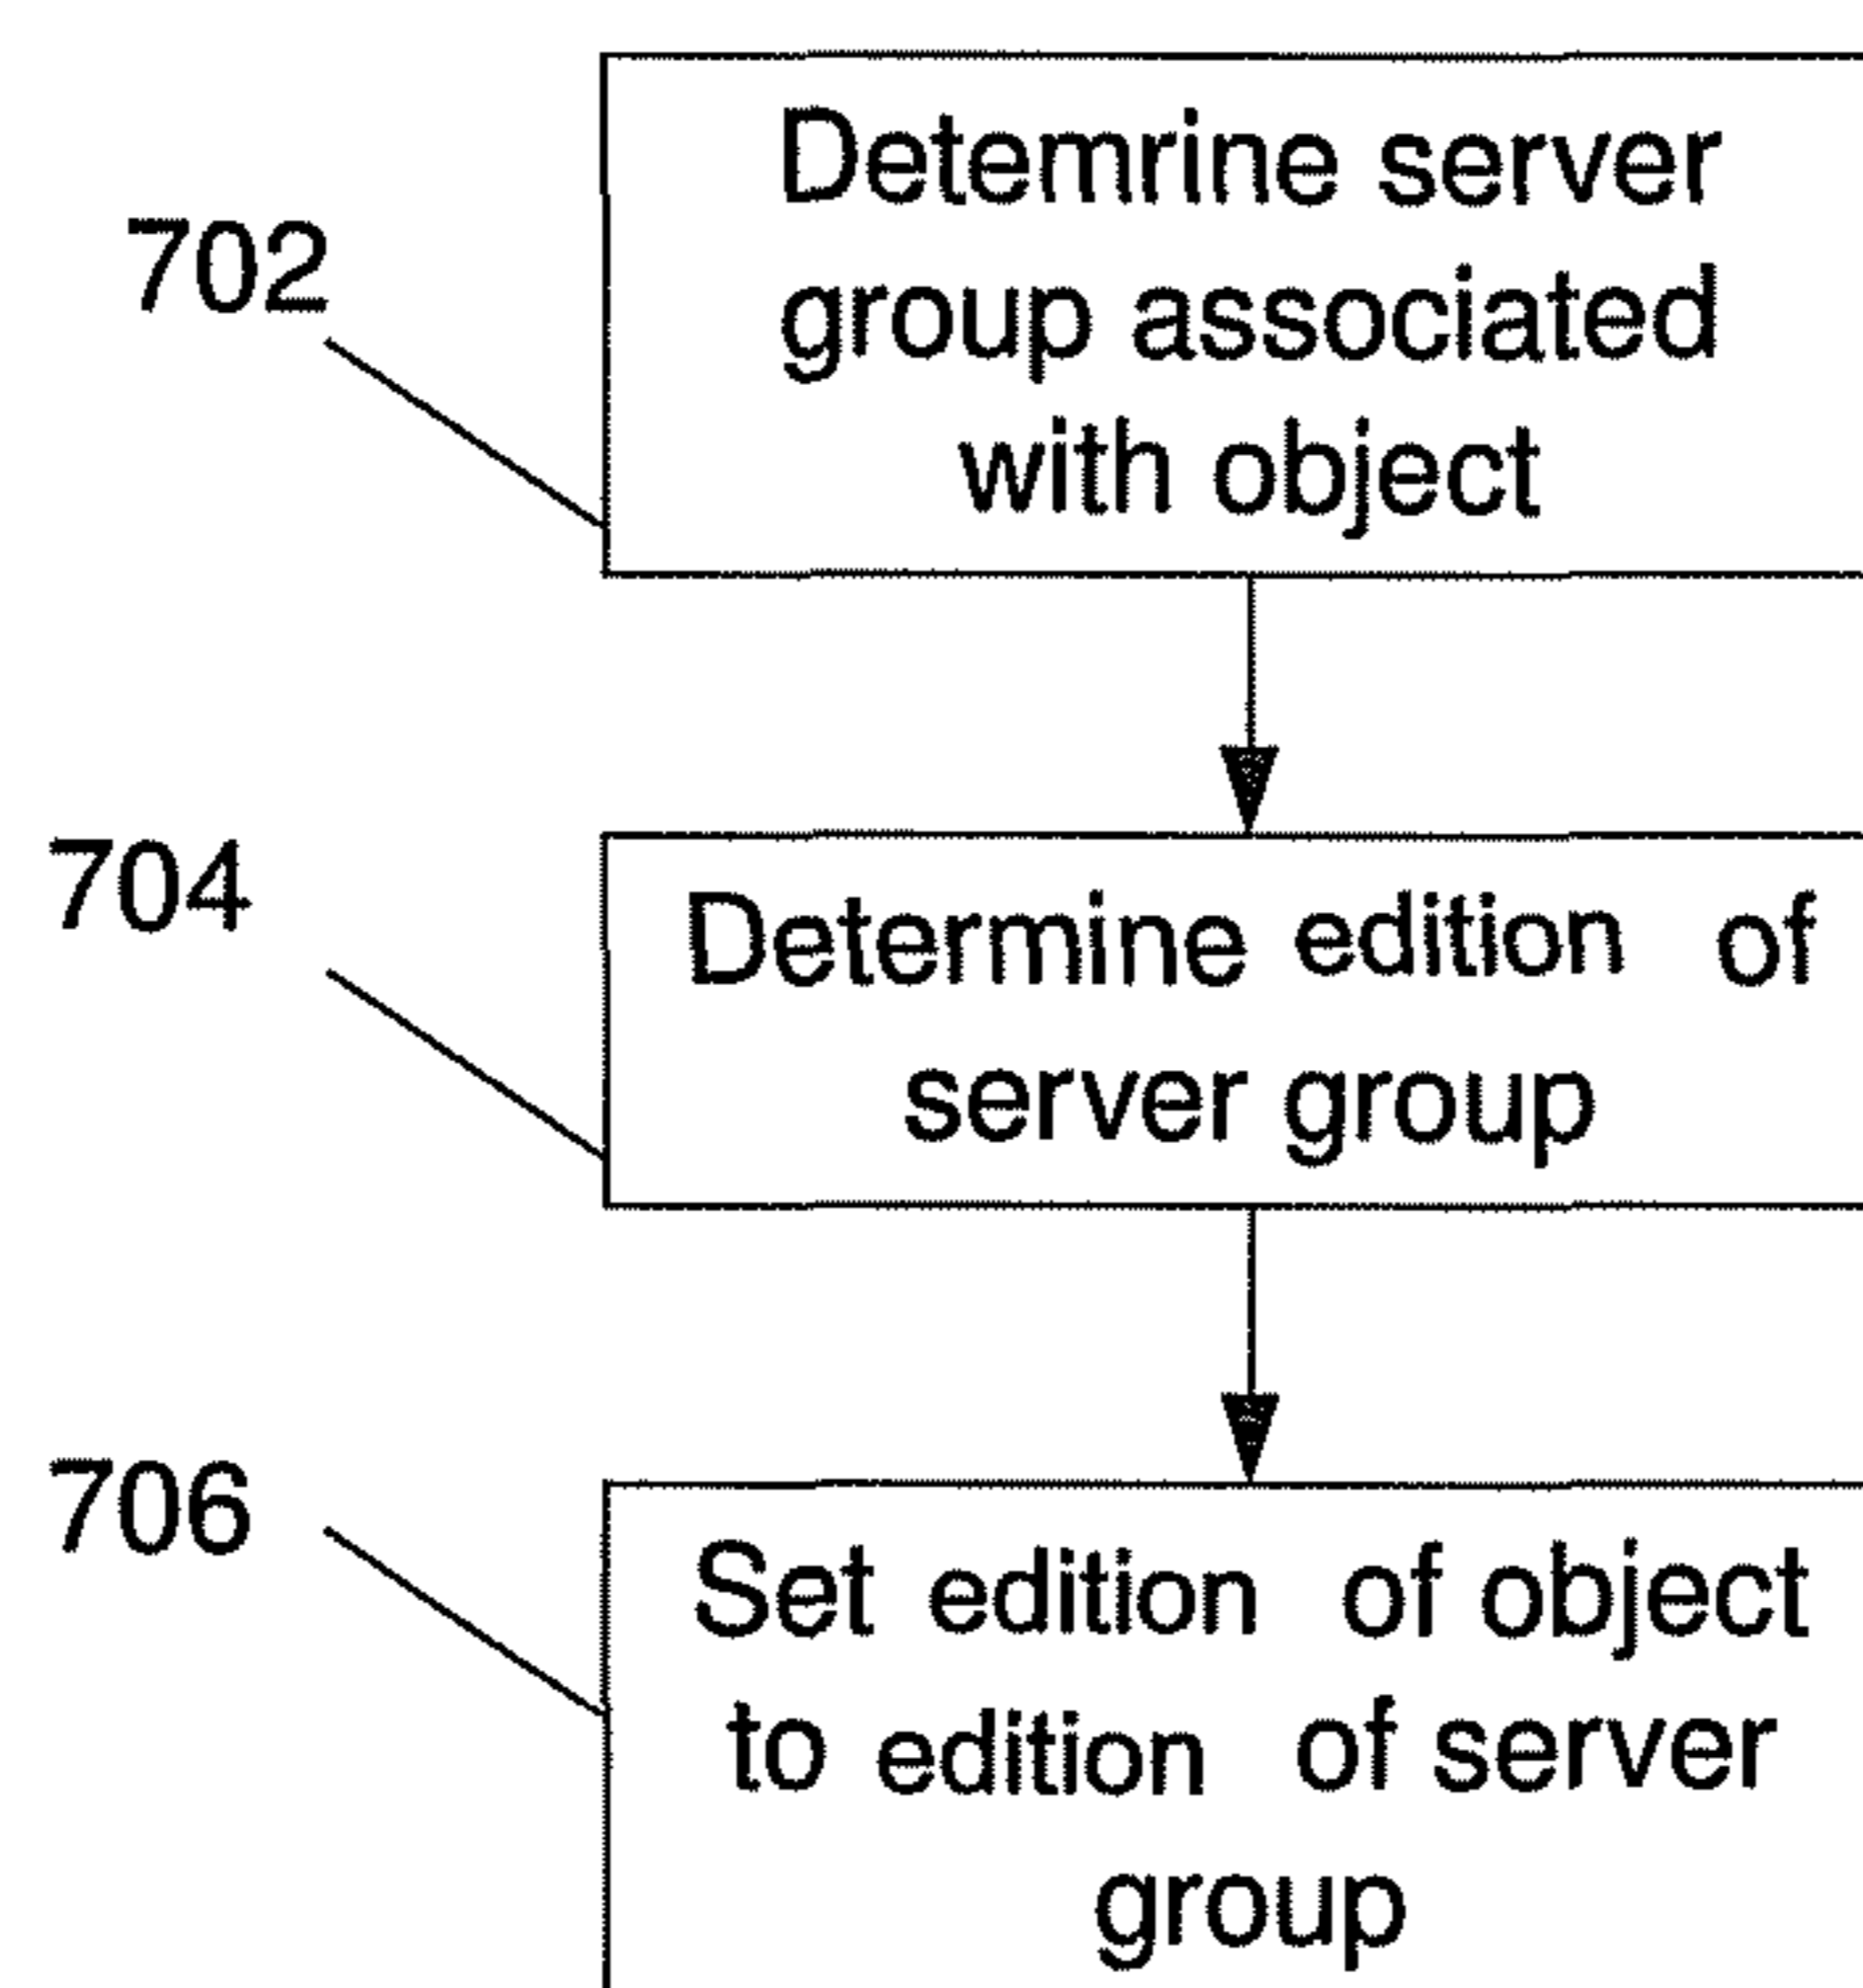 702
Detemrine server
group associated
with object
704
Determine edition of
server group
706
Set edition of object
to edition of server
group